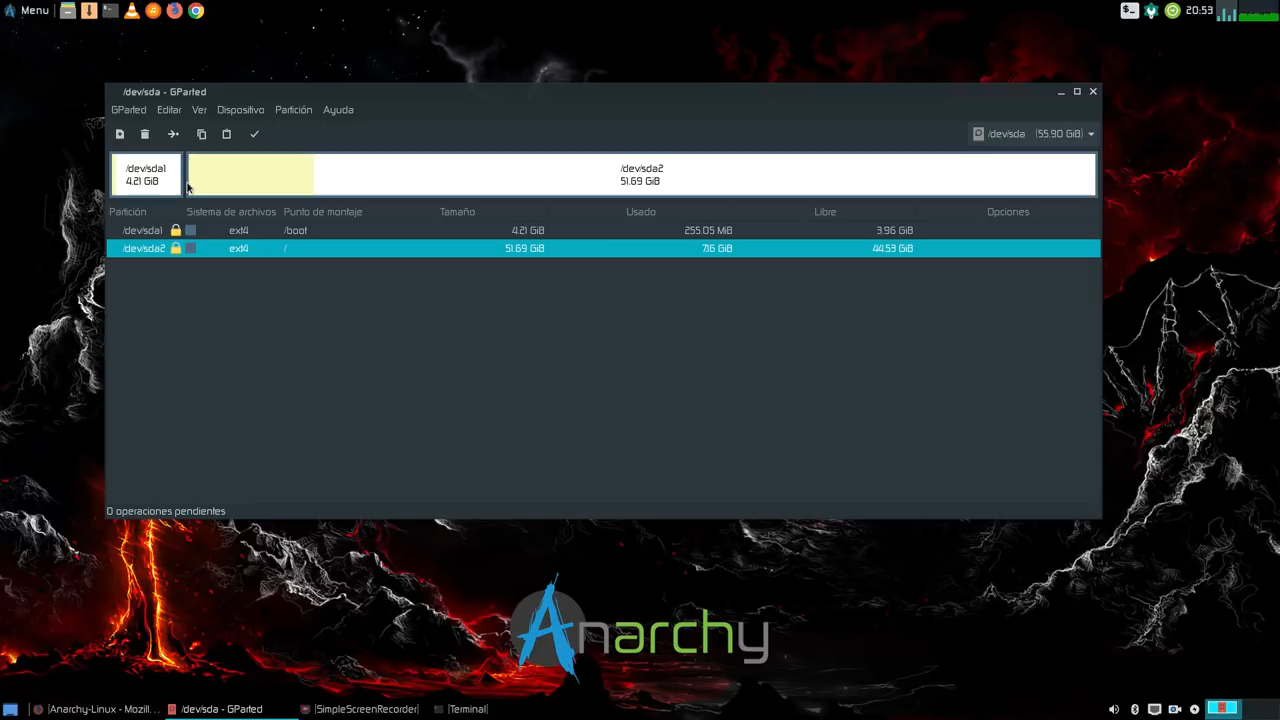 Menu
20:53
/dev/sda - GParted
GParted Editar Ver Dispositivo Partición Ayuda
/dev/sda (55.90 GiB)
/dev/sda1
4.21 GiB
/dev/sda2
51.69 GiB
Partición Sistema de archivos Punto de montaje Tamaño Usado Libre Opciones
/dev/sda1 ext4 /boot 4.21 GiB 255.05 MiB 3.96 GiB
/dev/sda2 ext4 / 51.69 GiB 7.16 GiB 44.53 GiB
0 operaciones pendientes
Anarchy
[Anarchy-Linux - Mozill... /dev/sda - GParted [SimpleScreenRecorder] [Terminal]